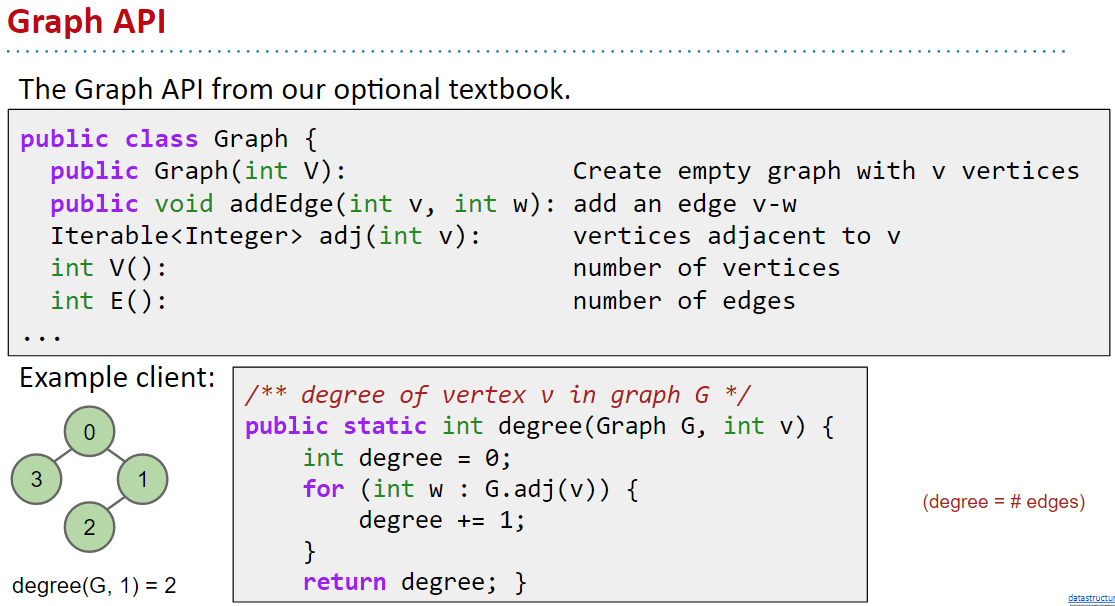 Graph API
The Graph API from our optional textbook.
public class Graph {
public Graph(int V): Create empty graph with v vertices
public void addEdge(int v, int w): add an edge v-w
Iterable<Integer> adj(int v): vertices adjacent to v
int V(): number of vertices
int E(): number of edges
...
Example client:
0
3
1
2
degree(G, 1) = 2
/** degree of vertex v in graph G */
public static int degree(Graph G, int v) {
int degree = 0;
for (int w : G.adj(v)) {
degree += 1;
}
return degree; }
(degree = # edges)
datastructur